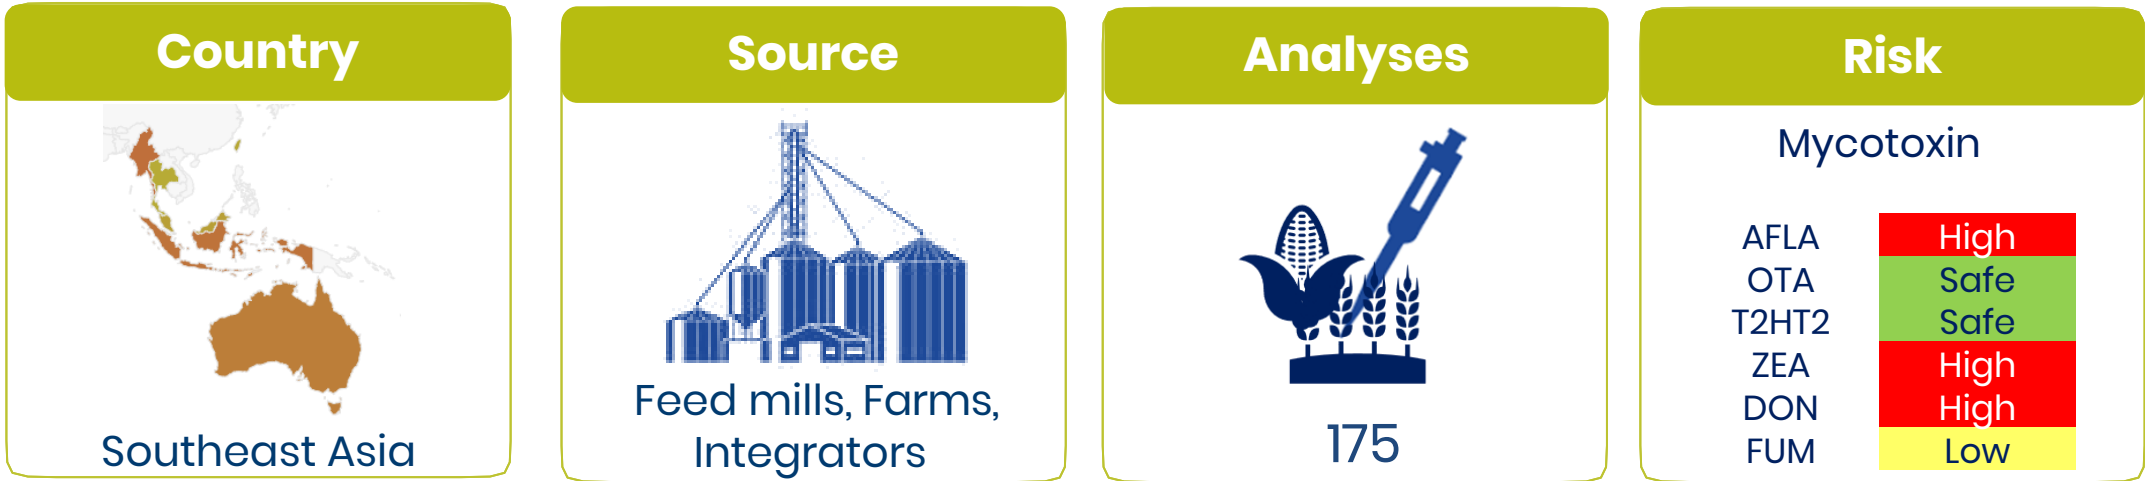 Country
Southeast Asia
Source
Feed mills, Farms,
Integrators
Analyses
175
Risk
Mycotoxin
AFLA High
OTA Safe
T2HT2 Safe
ZEA High
DON High
FUM Low